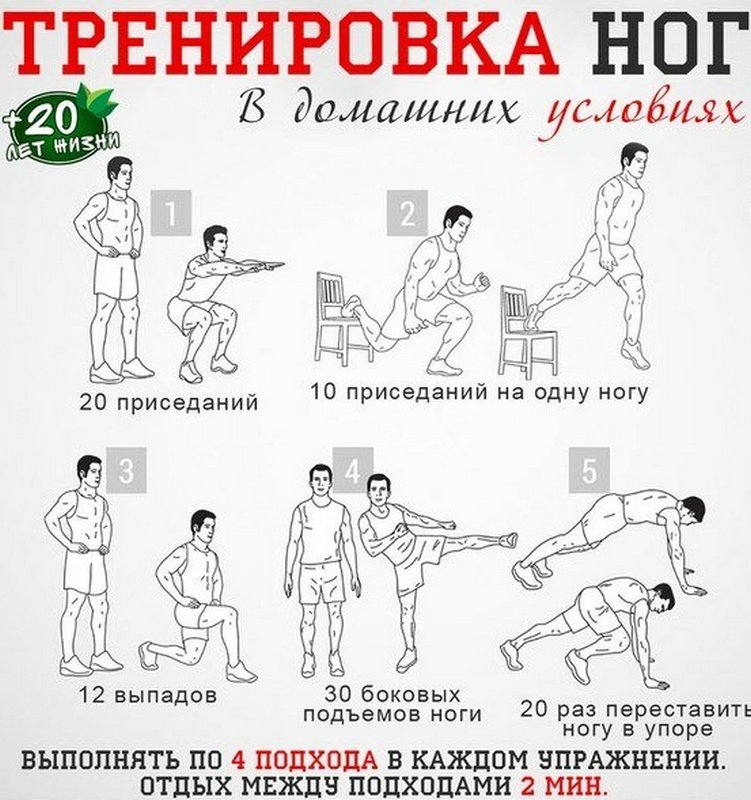 ТРЕНИРОВКА НОГ
В домашних условиях
+20
ЛЕТ ЖИЗНИ
1
20 приседаний
2
10 приседаний на одну ногу
3
12 выпадов
4
30 боковых
подъемов ноги
5
20 раз переставить
ногу в упоре
ВЫПОЛНЯТЬ ПО 4 ПОДХОДА В КАЖДОМ УПРАЖНЕНИИ.
ОТДЫХ МЕЖДУ ПОДХОДАМИ 2 МИН.